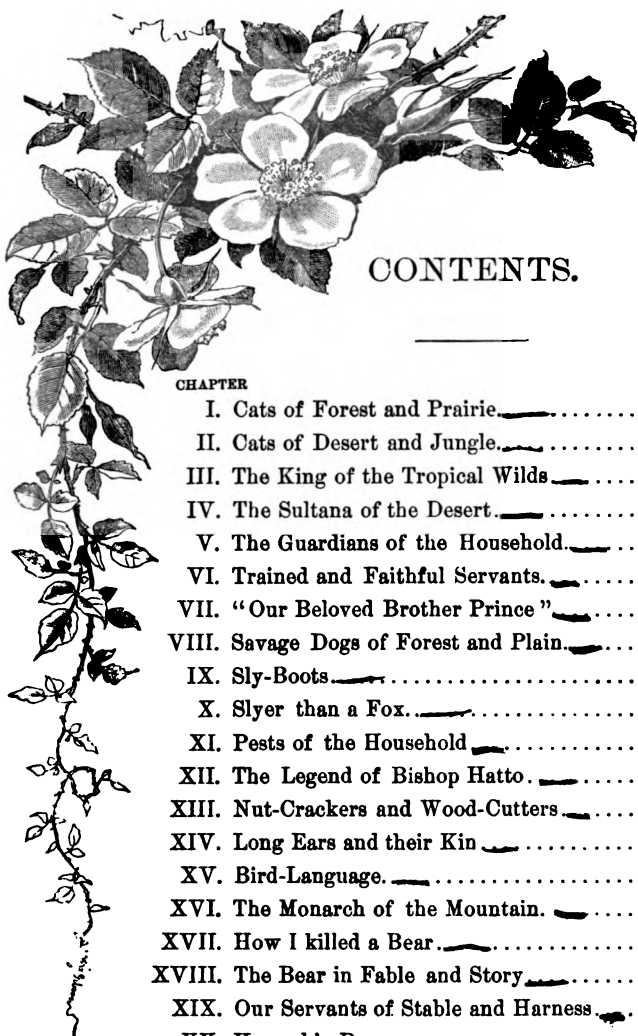 CONTENTS.
CHAPTER
I. Cats of Forest and Prairie..........
II. Cats of Desert and Jungle..........
III. The King of the Tropical Wilds.....
IV. The Sultana of the Desert..........
V. The Guardians of the Household....
VI. Trained and Faithful Servants.......
VII. “Our Beloved Brother Prince”.....
VIII. Savage Dogs of Forest and Plain....
IX. Sly-Boots........................
X. Slyer than a Fox..................
XI. Pests of the Household.............
XII. The Legend of Bishop Hatto.......
XIII. Nut-Crackers and Wood-Cutters.....
XIV. Long Ears and their Kin...........
XV. Bird-Language....................
XVI. The Monarch of the Mountain.....
XVII. How I killed a Bear...............
XVIII. The Bear in Fable and Story.......
XIX. Our Servants of Stable and Harness..